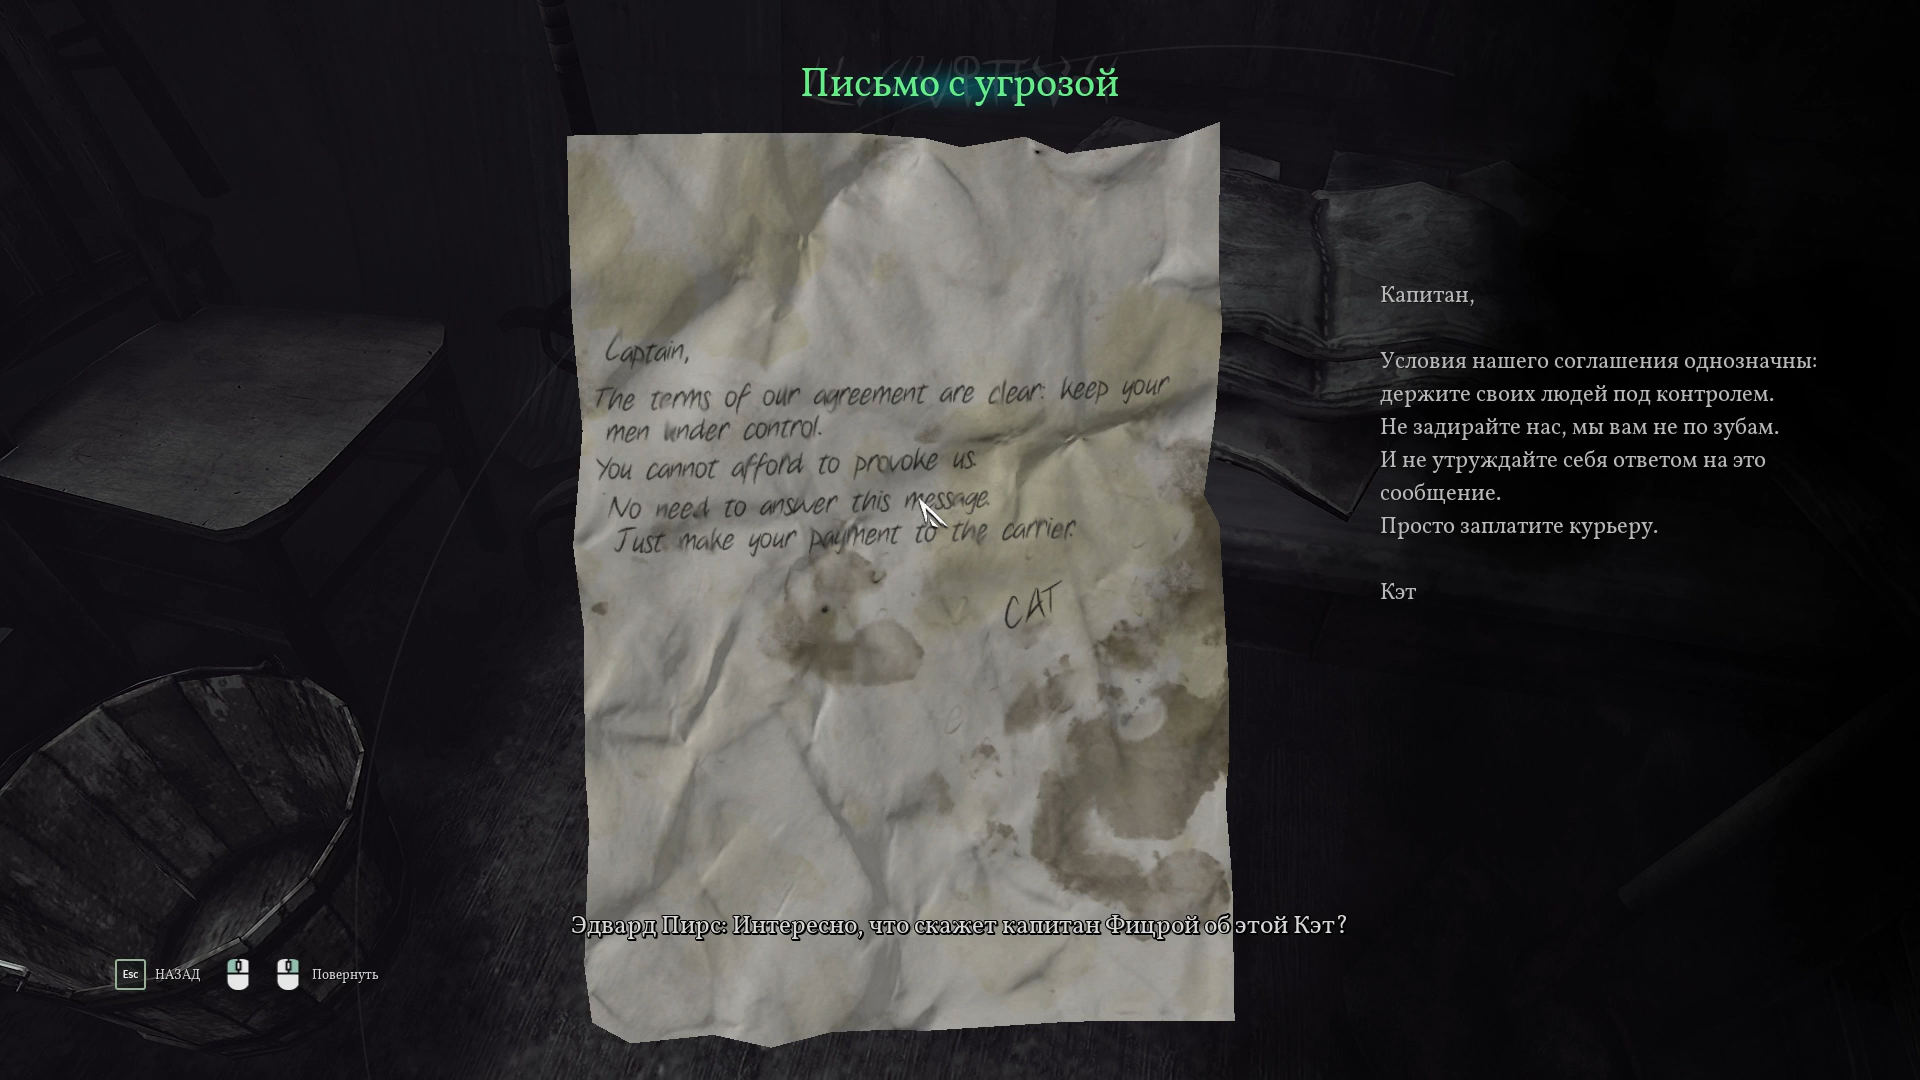 Письмо с угрозой
Captain,
The terms of our agreement are clear: keep your
men under control.
You cannot afford to provoke us.
No need to answer this message.
Just make your payment to the carrier.
CAT
Капитан,
Условия нашего соглашения однозначны:
держите своих людей под контролем.
Не задирайте нас, мы вам не по зубам.
И не утруждайте себя ответом на это
сообщение.
Просто заплатите курьеру.
Кэт
Эдвард Пирс: Интересно, что скажет капитан Фицрой об этой Кэт?
Esc НАЗАД Повернуть